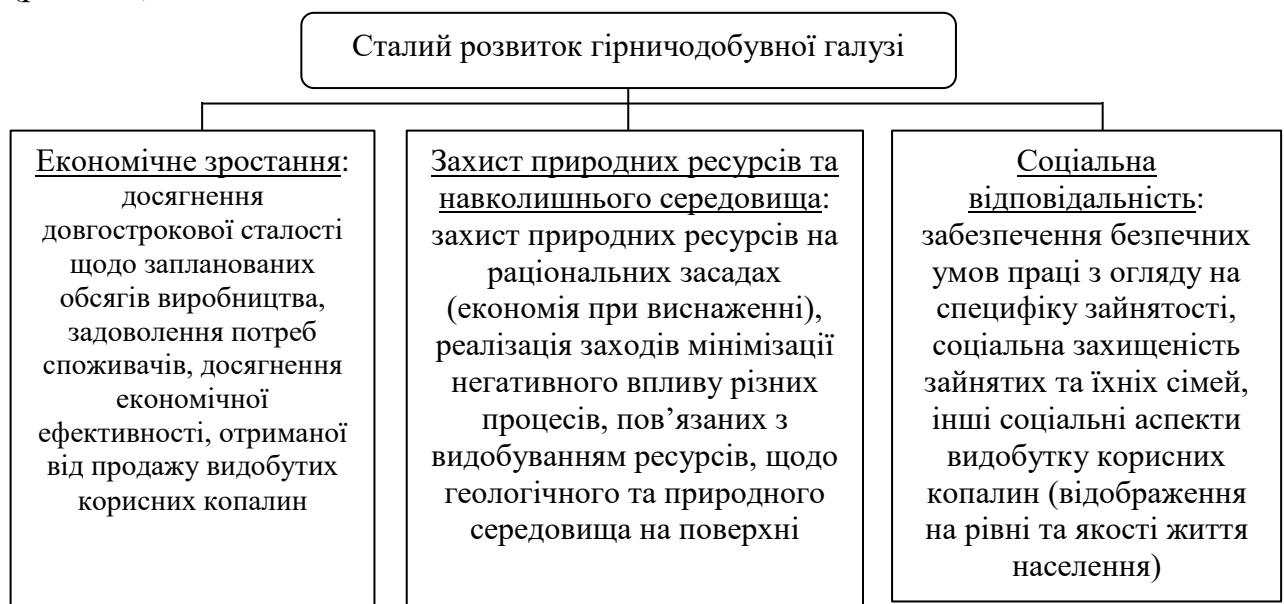 Сталий розвиток гірничодобувної галузі
Економічне зростання:
досягнення
довгострокової сталості
щодо запланованих
обсягів виробництва,
задоволення потреб
споживачів, досягнення
економічної
ефективності, отриманої
від продажу видобутих
корисних копалин
Захист природних ресурсів та
навколишнього середовища:
захист природних ресурсів на
раціональних засадах
(економія при виснаженні),
реалізація заходів мінімізації
негативного впливу різних
процесів, пов’язаних з
видобуванням ресурсів, щодо
геологічного та природного
середовища на поверхні
Соціальна
відповідальність:
забезпечення безпечних
умов праці з огляду на
специфіку зайнятості,
соціальна захищеність
зайнятих та їхніх сімей,
інші соціальні аспекти
видобутку корисних
копалин (відображення
на рівні та якості життя
населення)